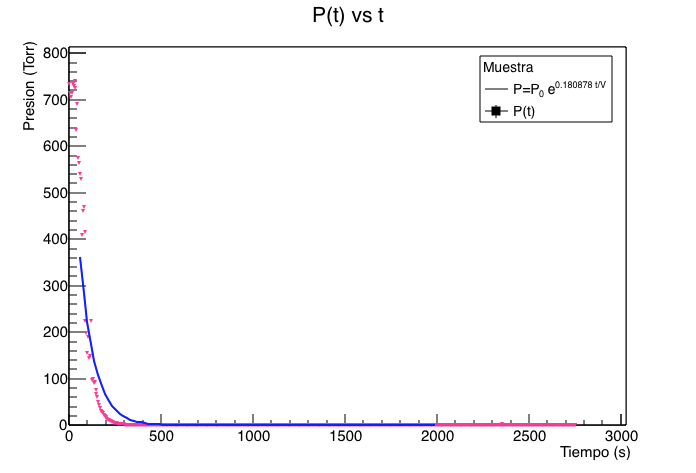 P(t) vs t
Presion (Torr)
800
700
600
500
400
300
200
100
0
0 500 1000 1500 2000 2500 3000
Tiempo (s)
Muestra
P=P₀ e^0.180878 t/V
P(t)